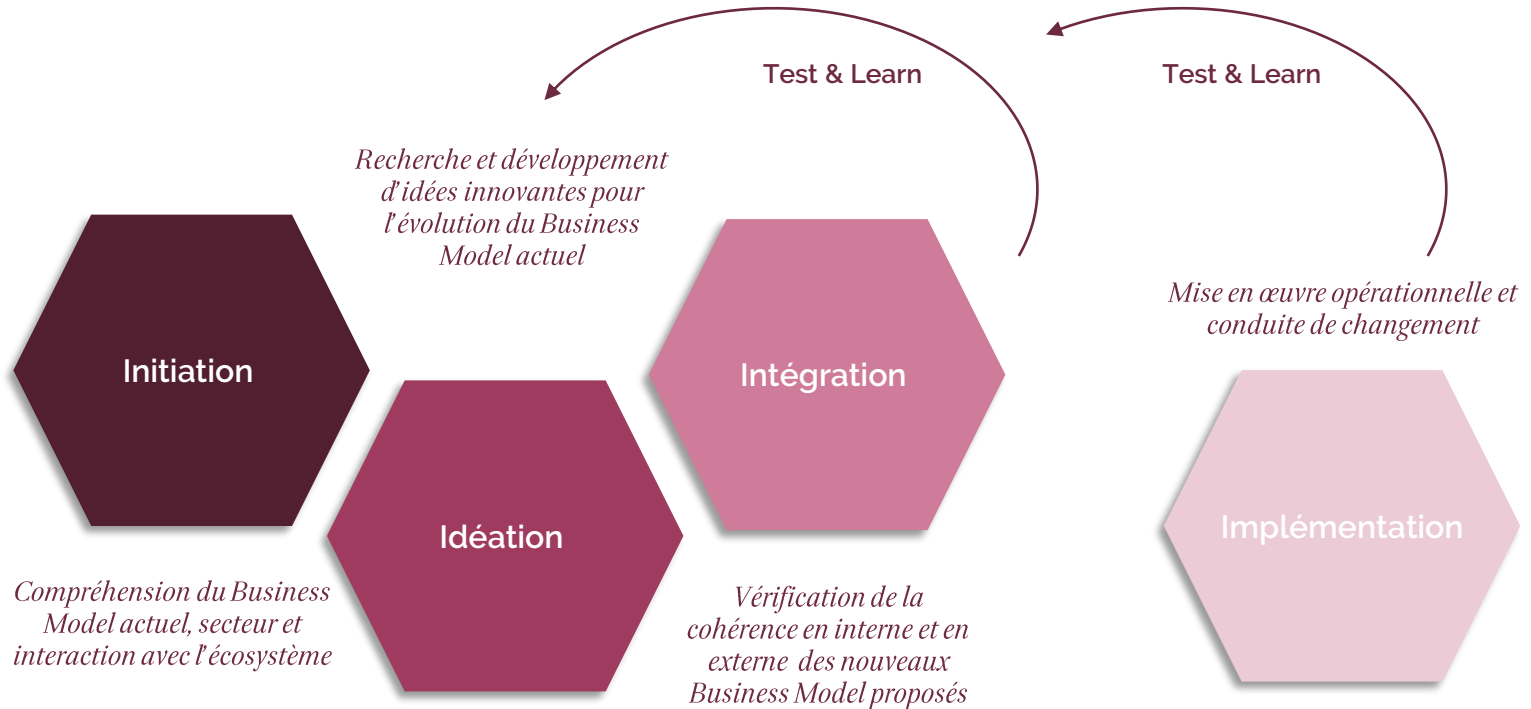 Test & Learn
Test & Learn
Recherche et développement
d'idées innovantes pour
l'évolution du Business
Model actuel
Mise en œuvre opérationnelle et
conduite de changement
Initiation
Intégration
Idéation
Implémentation
Compréhension du Business
Model actuel, secteur et
interaction avec l'écosystème
Vérification de la
cohérence en interne et en
externe des nouveaux
Business Model proposés